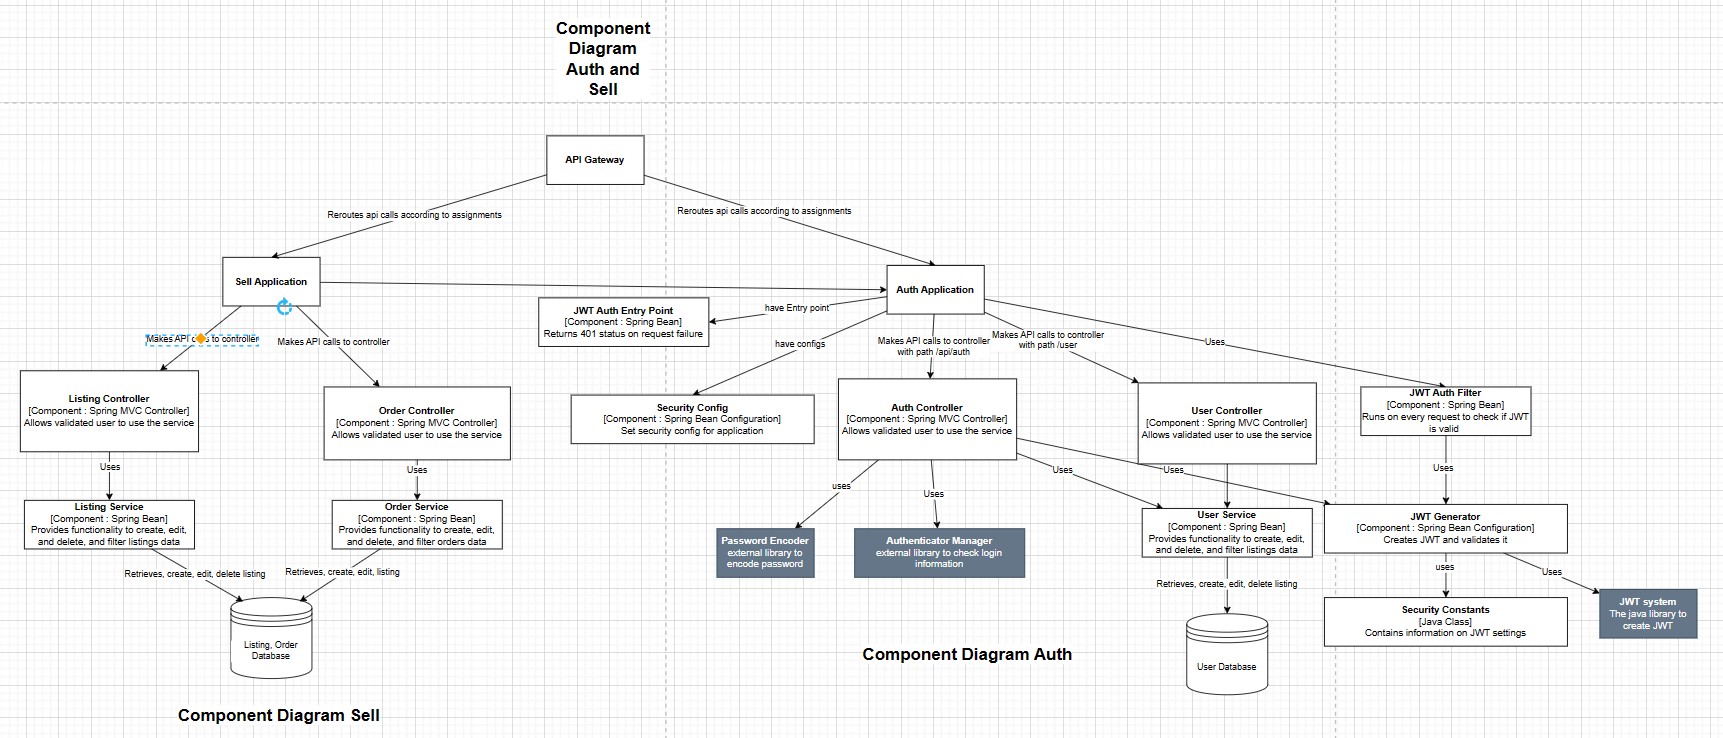 Component
Diagram
Auth and
Sell
API Gateway
Reroutes api calls according to assignments
Reroutes api calls according to assignments
Sell Application
Auth Application
JWT Auth Entry Point
[Component : Spring Bean]
Returns 401 status on request failure
have Entry point
have configs
Makes API calls to controller
with path /api/auth
Makes API calls to controller
with path /user
Uses
Makes API c  s to controller
Makes API calls to controller
Listing Controller
[Component : Spring MVC Controller]
Allows validated user to use the service
Order Controller
[Component : Spring MVC Controller]
Allows validated user to use the service
Security Config
[Component : Spring Bean Configuration]
Set security config for application
Auth Controller
[Component : Spring MVC Controller]
Allows validated user to use the service
User Controller
[Component : Spring MVC Controller]
Allows validated user to use the service
JWT Auth Filter
[Component : Spring Bean]
Runs on every request to check if JWT
is valid
Uses
Uses
uses
Uses
Uses
Uses
Uses
Listing Service
[Component : Spring Bean]
Provides functionality to create, edit,
and delete, and filter listings data
Order Service
[Component : Spring Bean]
Provides functionality to create, edit,
and delete, and filter orders data
Password Encoder
external library to
encode password
Authenticator Manager
external library to check login
information
User Service
[Component : Spring Bean]
Provides functionality to create, edit,
and delete, and filter listings data
JWT Generator
[Component : Spring Bean Configuration]
Creates JWT and validates it
Retrieves, create, edit, delete listing
Retrieves, create, edit, listing
Retrieves, create, edit, delete listing
uses
Uses
Listing, Order
Database
User Database
Security Constants
[Java Class]
Contains information on JWT settings
JWT system
The java library to
create JWT
Component Diagram Auth
Component Diagram Sell